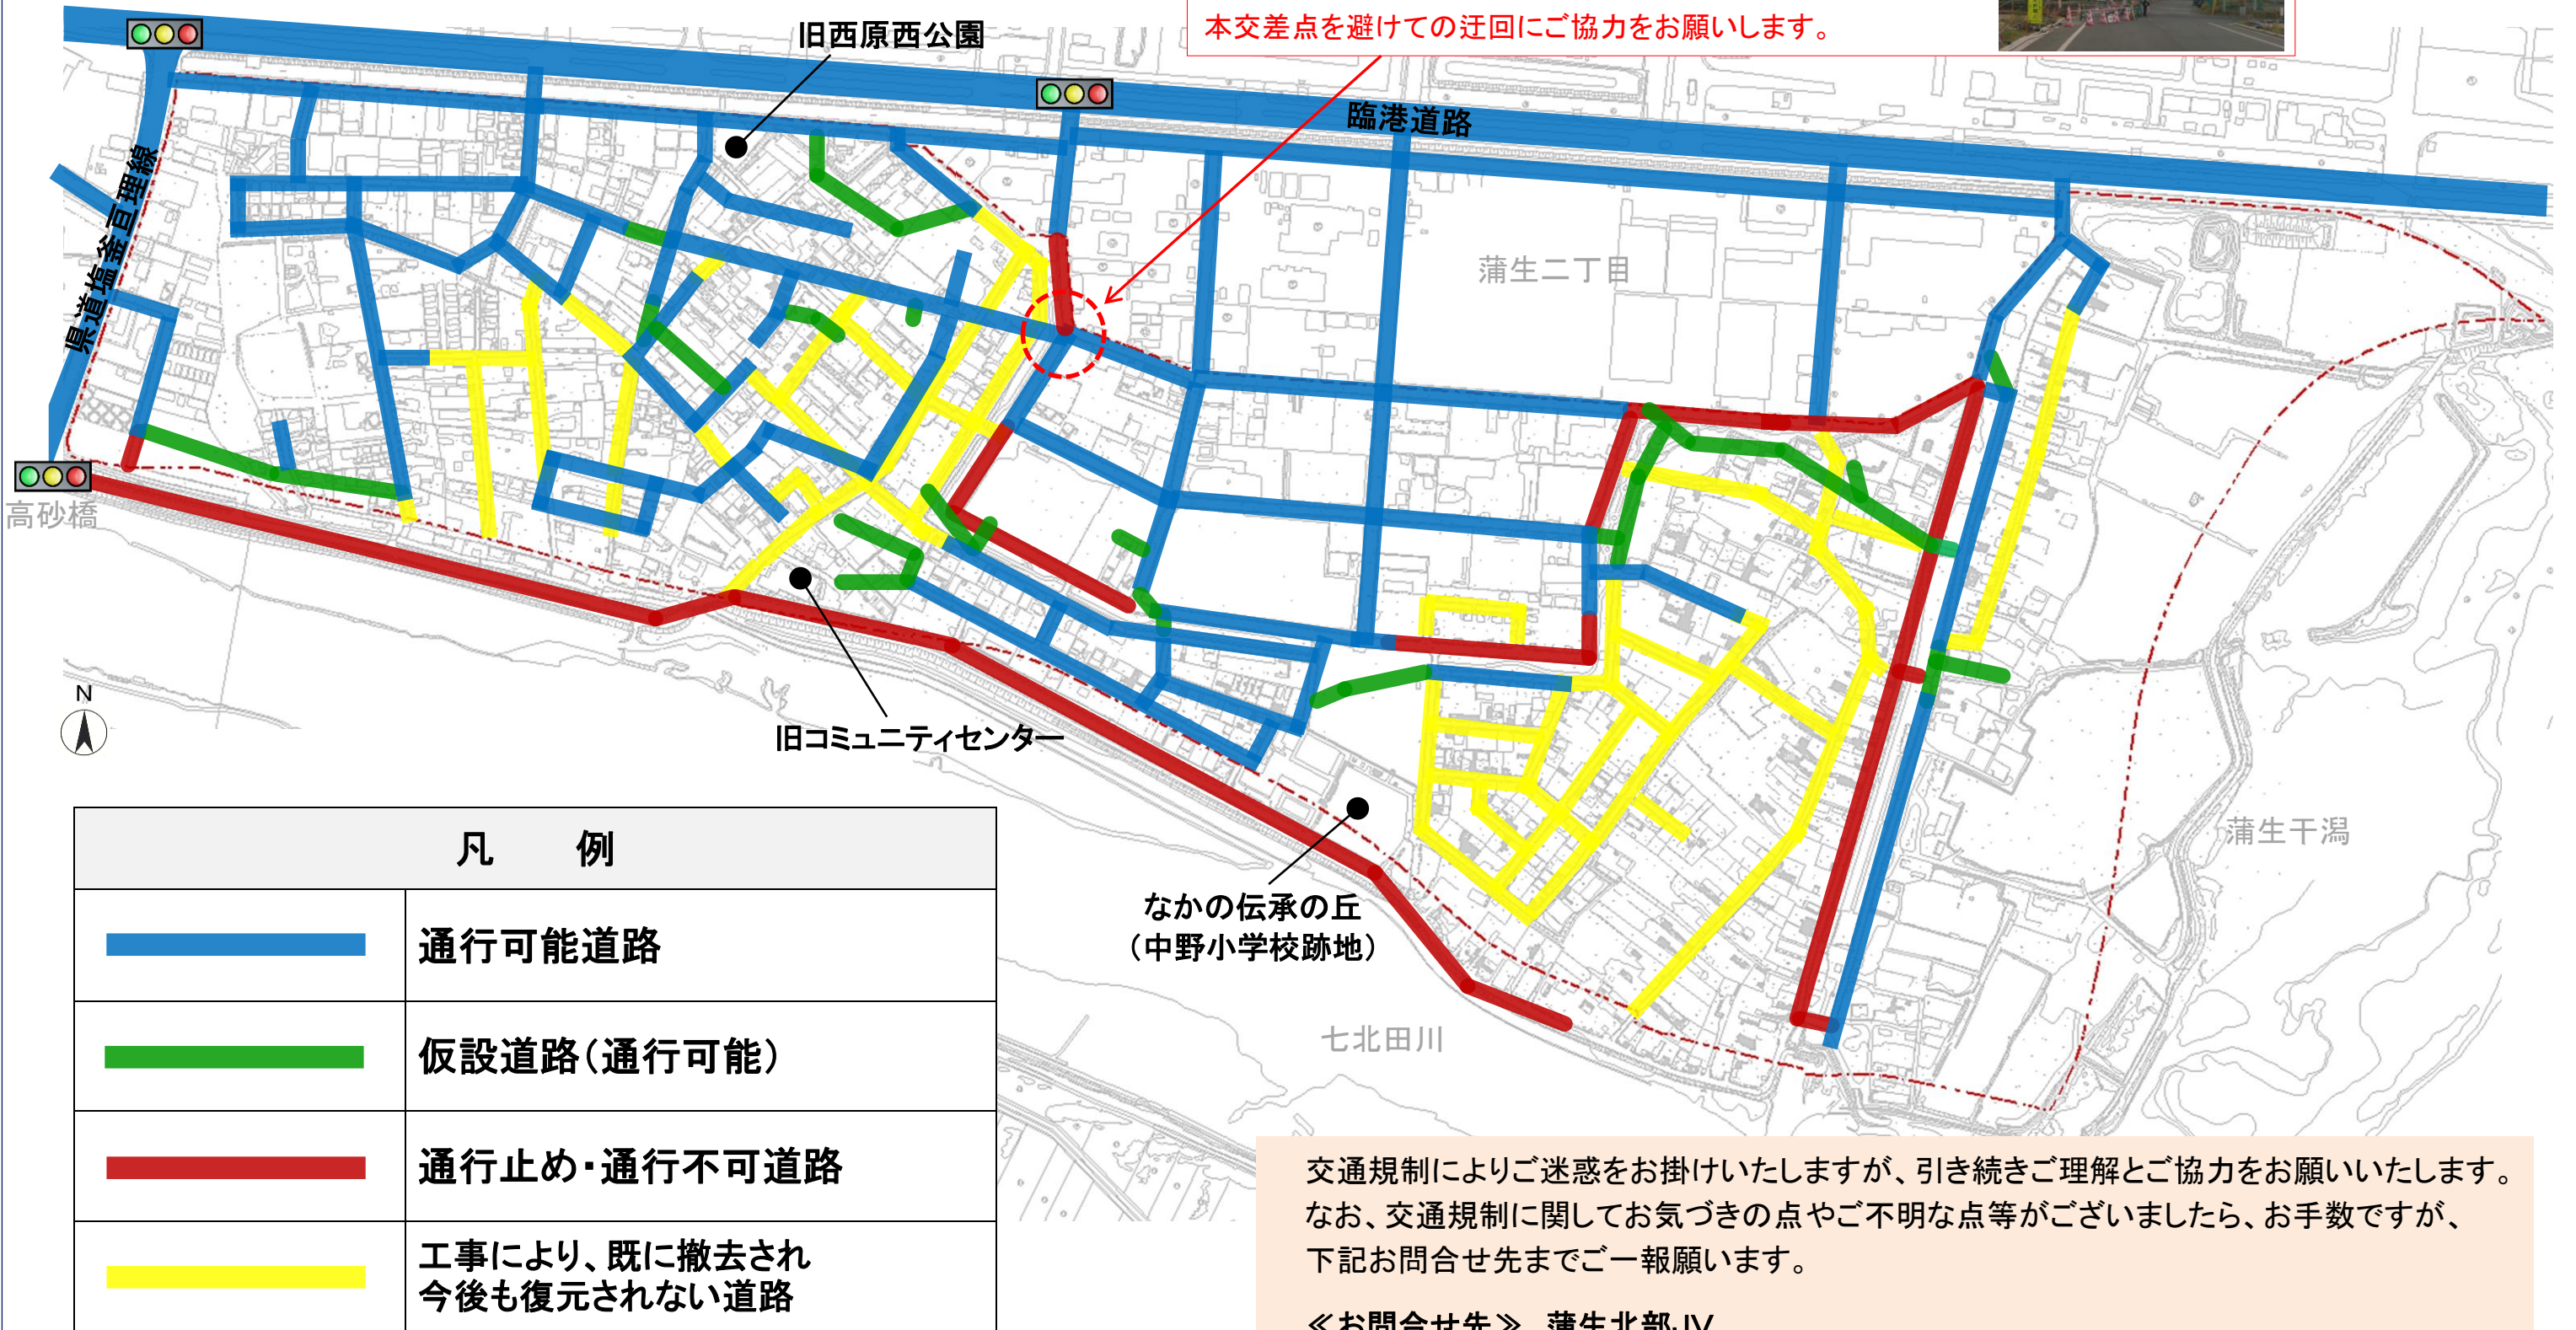 本交差点を避けての迂回にご協力をお願いします。
旧西原西公園
臨港道路
県道塩釜亘理線
蒲生二丁目
高砂橋
N
旧コミュニティセンター
なかの伝承の丘
（中野小学校跡地）
蒲生干潟
七北田川
凡　例
通行可能道路
仮設道路（通行可能）
通行止め・通行不可道路
工事により、既に撤去され
今後も復元されない道路
交通規制によりご迷惑をお掛けいたしますが、引き続きご理解とご協力をお願いいたします。
なお、交通規制に関してお気づきの点やご不明な点等がございましたら、お手数ですが、
下記お問合せ先までご一報願います。
≪お問合せ先≫　蒲生北部JV